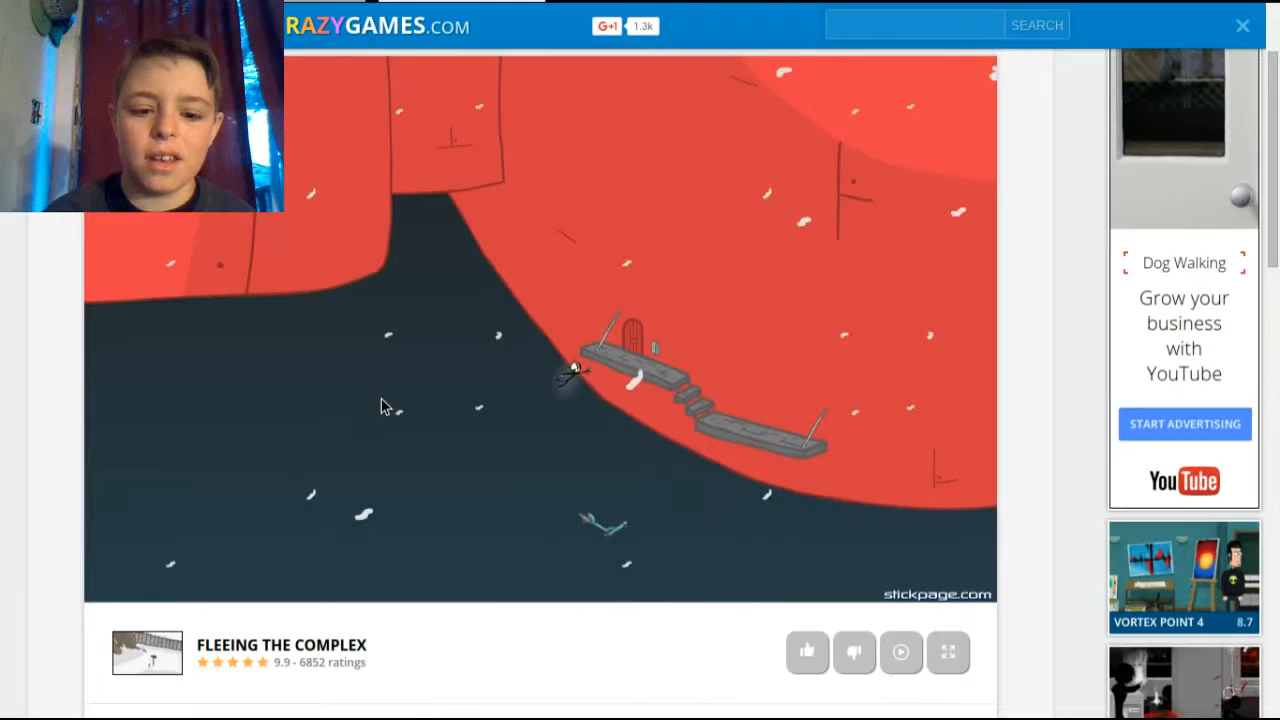 RAZYGAMES.COM
G+1 1.3k
SEARCH
Dog Walking
Grow your
business
with
YouTube
START ADVERTISING
YouTube
stickpage.com
VORTEX POINT 4 8.7
FLEEING THE COMPLEX
9.9 - 6852 ratings